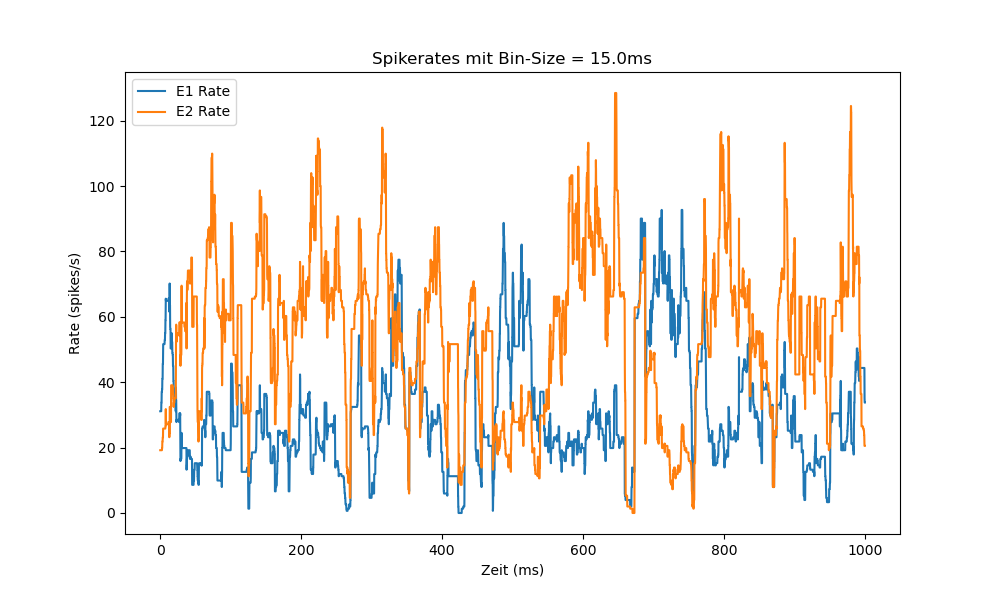 Spikerates mit Bin-Size = 15.0ms
E1 Rate
E2 Rate
120
100
80
60
40
20
0
Rate (spikes/s)
0 200 400 600 800 1000
Zeit (ms)